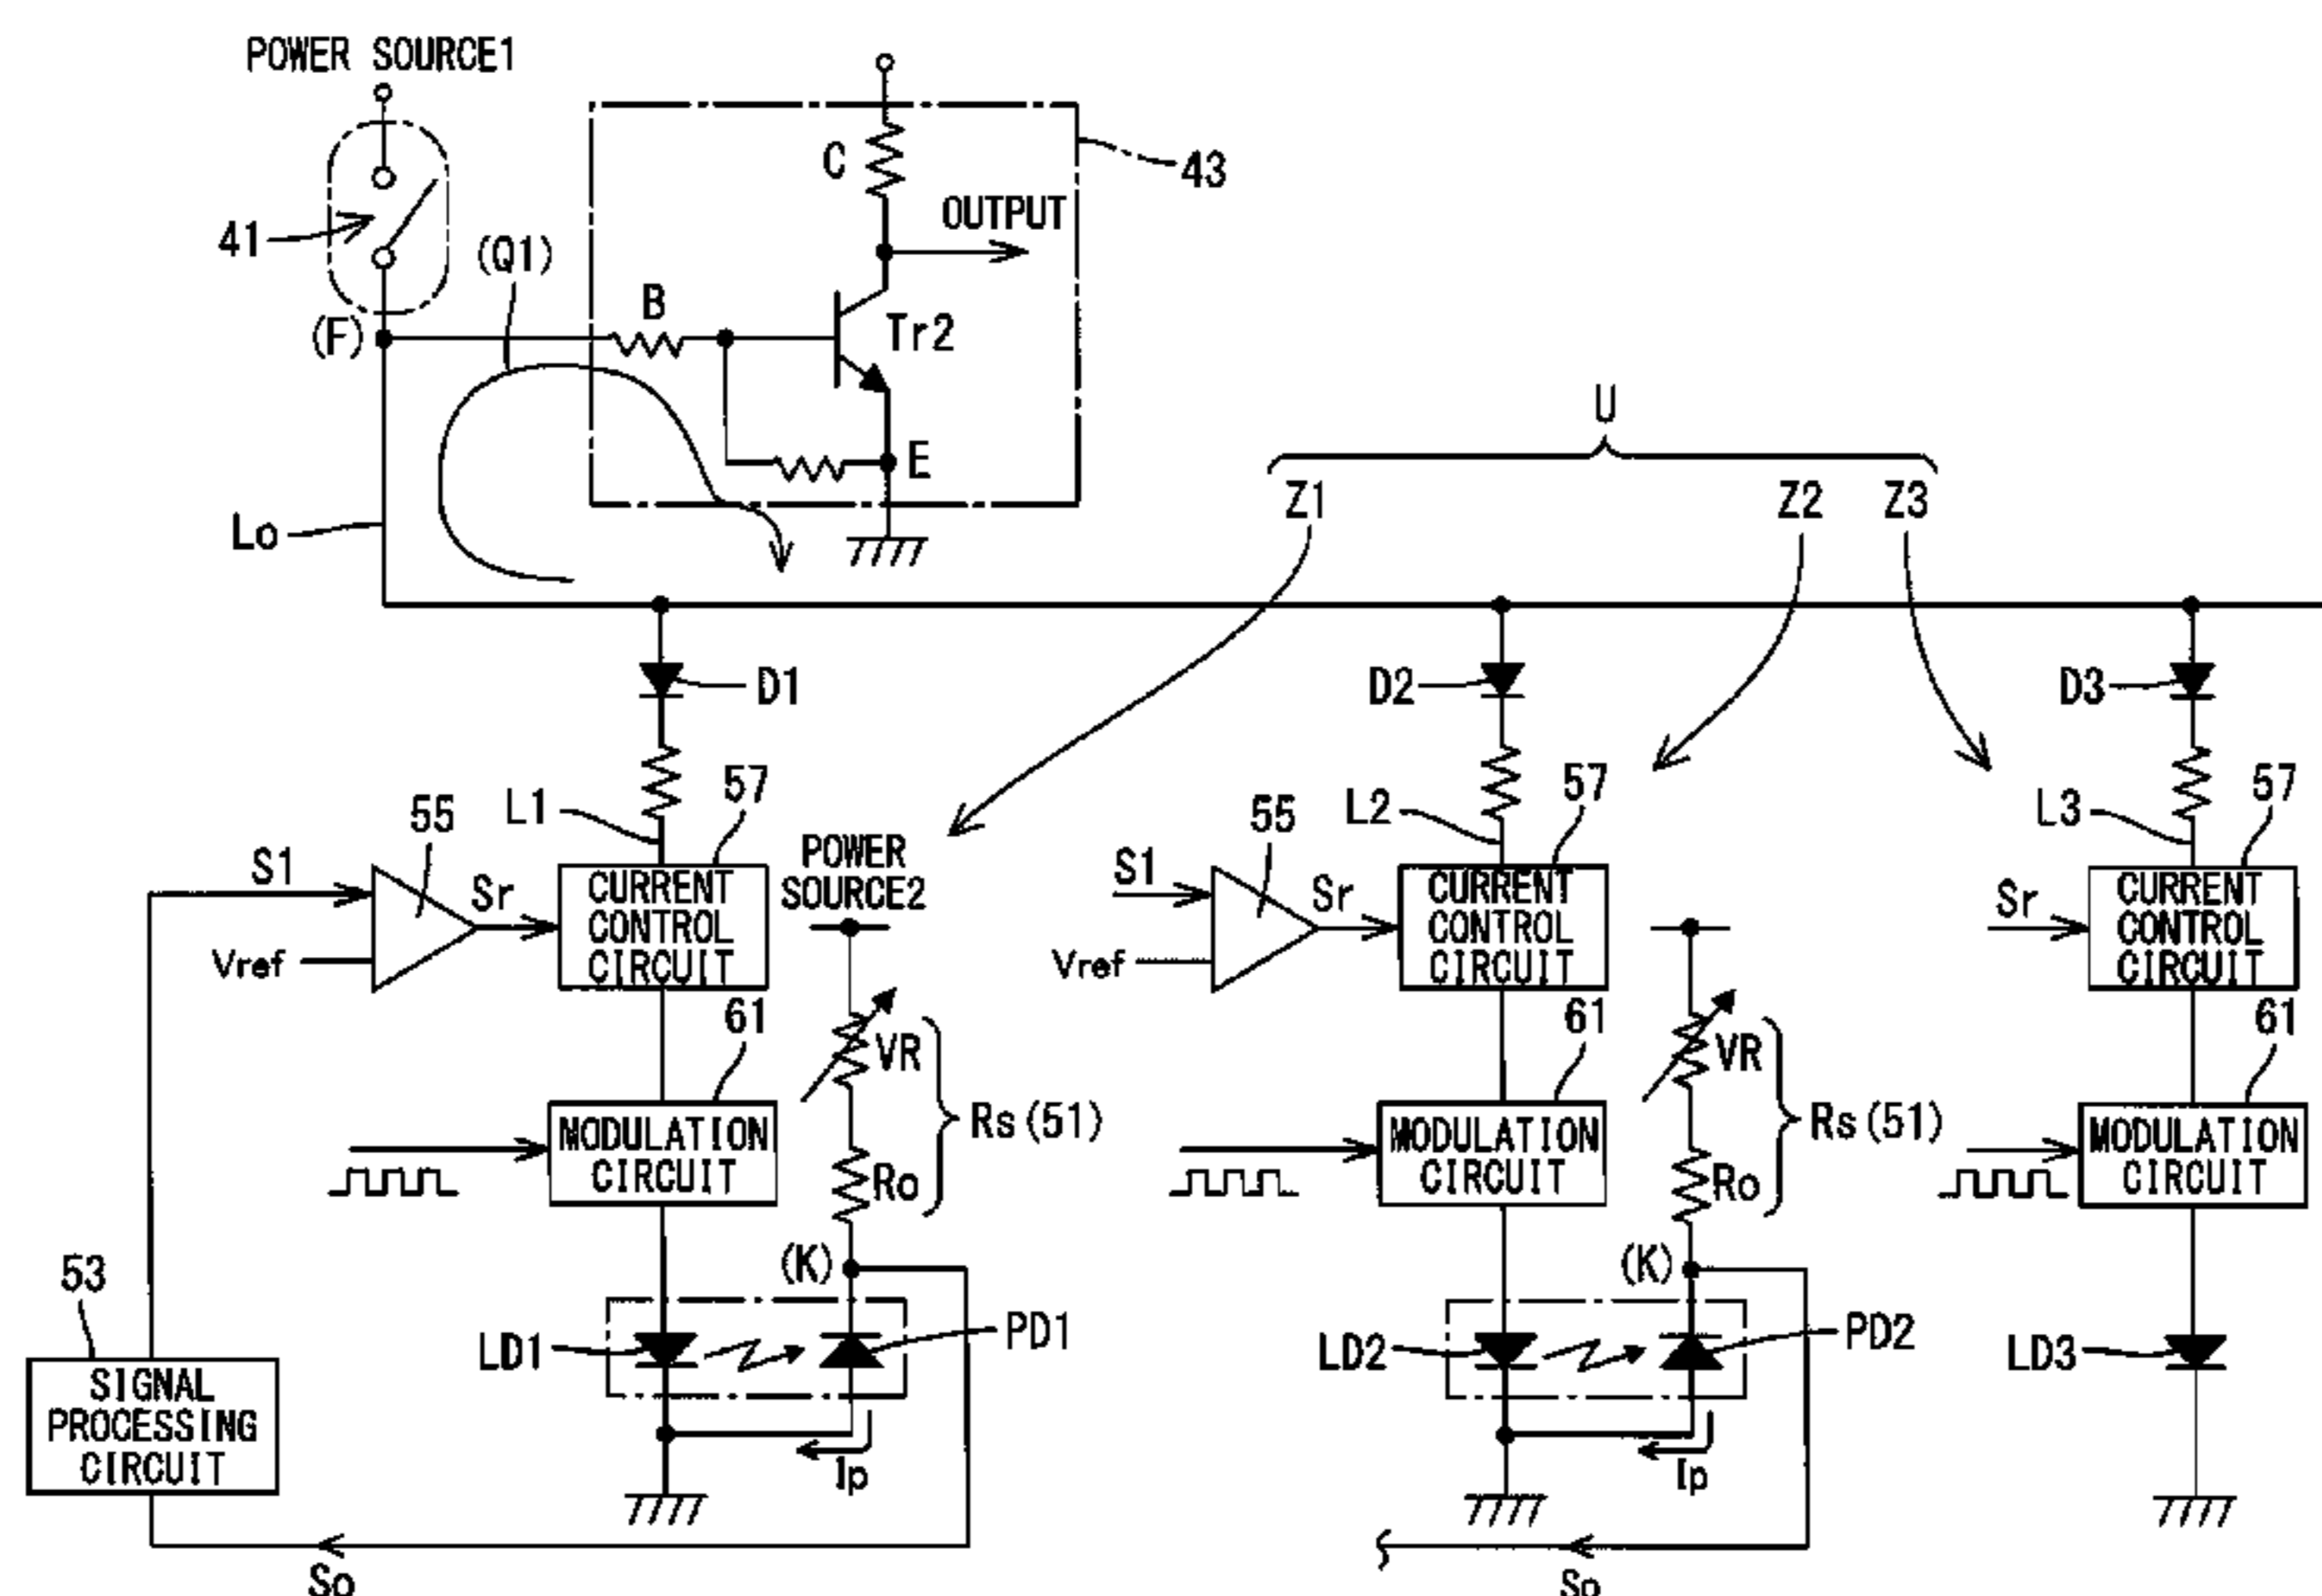 POWER SOURCE1
C
43
OUTPUT
41
(Q1)
B
(F)
Tr2
E
U
Z1
Z2
Z3
Lo
D1
D2
D3
57
57
57
55
L1
POWER
SOURCE2
55
L2
L3
S1
Sr
CURRENT
CONTROL
CIRCUIT
S1
Sr
CURRENT
CONTROL
CIRCUIT
Sr
CURRENT
CONTROL
CIRCUIT
Vref
Vref
61
61
61
VR
VR
Rs(51)
Rs(51)
MODULATION
CIRCUIT
MODULATION
CIRCUIT
MODULATION
CIRCUIT
Ro
Ro
53
(K)
(K)
LD1
PD1
LD2
PD2
LD3
SIGNAL
PROCESSING
CIRCUIT
Ip
Ip
So
So